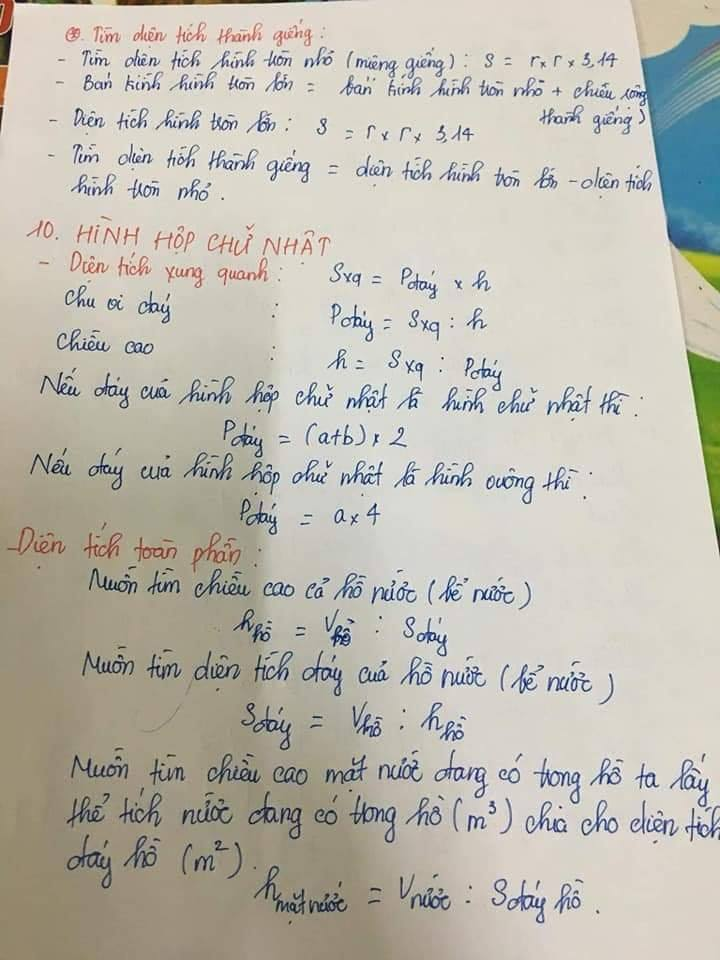 Tìm diện tích thành giếng :
- Tìm diện tích hình tròn nhỏ (miệng giếng) : S = r x r x 3,14
- Bán kính hình tròn lớn = bán kính hình tròn nhỏ + chiều rộng
thành giếng)
- Diện tích hình tròn lớn : S = r x r x 3,14
- Tìm diện tích thành giếng = diện tích hình tròn lớn - diện tích
hình tròn nhỏ.
10. HÌNH HỘP CHỮ NHẬT
- Diện tích xung quanh : Sxq = Pđáy x h
Chu vi đáy : Pđáy = Sxq : h
Chiều cao : h = Sxq : Pđáy
Nếu đáy của hình hộp chữ nhật là hình chữ nhật thì :
Pđáy = (a+b) x 2
Nếu đáy của hình hộp chữ nhật là hình vuông thì :
Pđáy = a x 4
- Diện tích toàn phần :
Muốn tìm chiều cao cả hồ nước (bể nước)
hhồ = Vhồ : Sđáy
Muốn tìm diện tích đáy của hồ nước (bể nước)
Sđáy = Vhồ : hhồ
Muốn tìm chiều cao mặt nước đang có trong hồ ta lấy
thể tích nước đang có trong hồ (m³) chia cho diện tích
đáy hồ (m²).
hmặt nước = Vnước : Sđáy hồ.